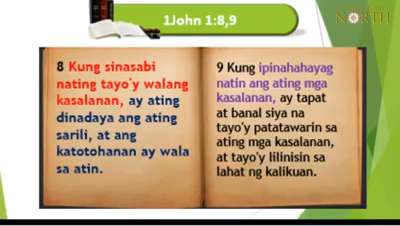 1John 1:8,9
NORTH
8 Kung sinasabi
nating tayo'y walang
kasalanan, ay ating
dinadaya ang ating
sarili, at ang
katotohanan ay wala
sa atin.
9 Kung ipinahahayag
natin ang ating mga
kasalanan, ay tapat
at banal siya na
tayo'y patatawarin sa
ating mga kasalanan,
at tayo'y lilinisin sa
lahat ng kalikuan.